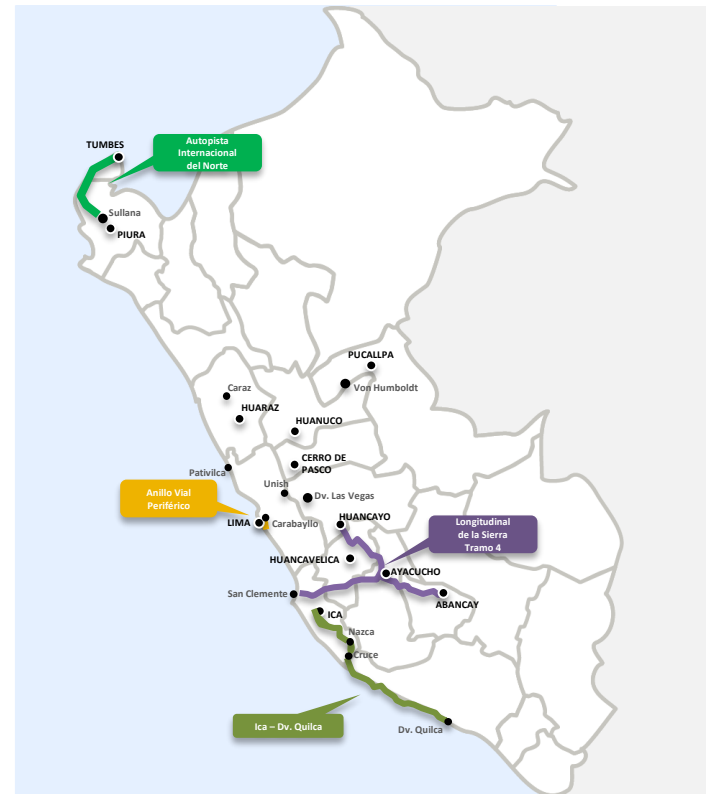 TUMBES
Autopista
Internacional
del Norte
Sullana
PIURA
PUCALLPA
Von Humboldt
Caraz
HUARAZ
HUANUCO
CERRO DE
PASCO
Pativilca
Unish
Dv. Las Vegas
Anillo Vial
Periférico
LIMA
Carabayllo
HUANCAYO
Longitudinal
de la Sierra
Tramo 4
HUANCAVELICA
AYACUCHO
San Clemente
ABANCAY
ICA
Nazca
Cruce
Ica – Dv. Quilca
Dv. Quilca